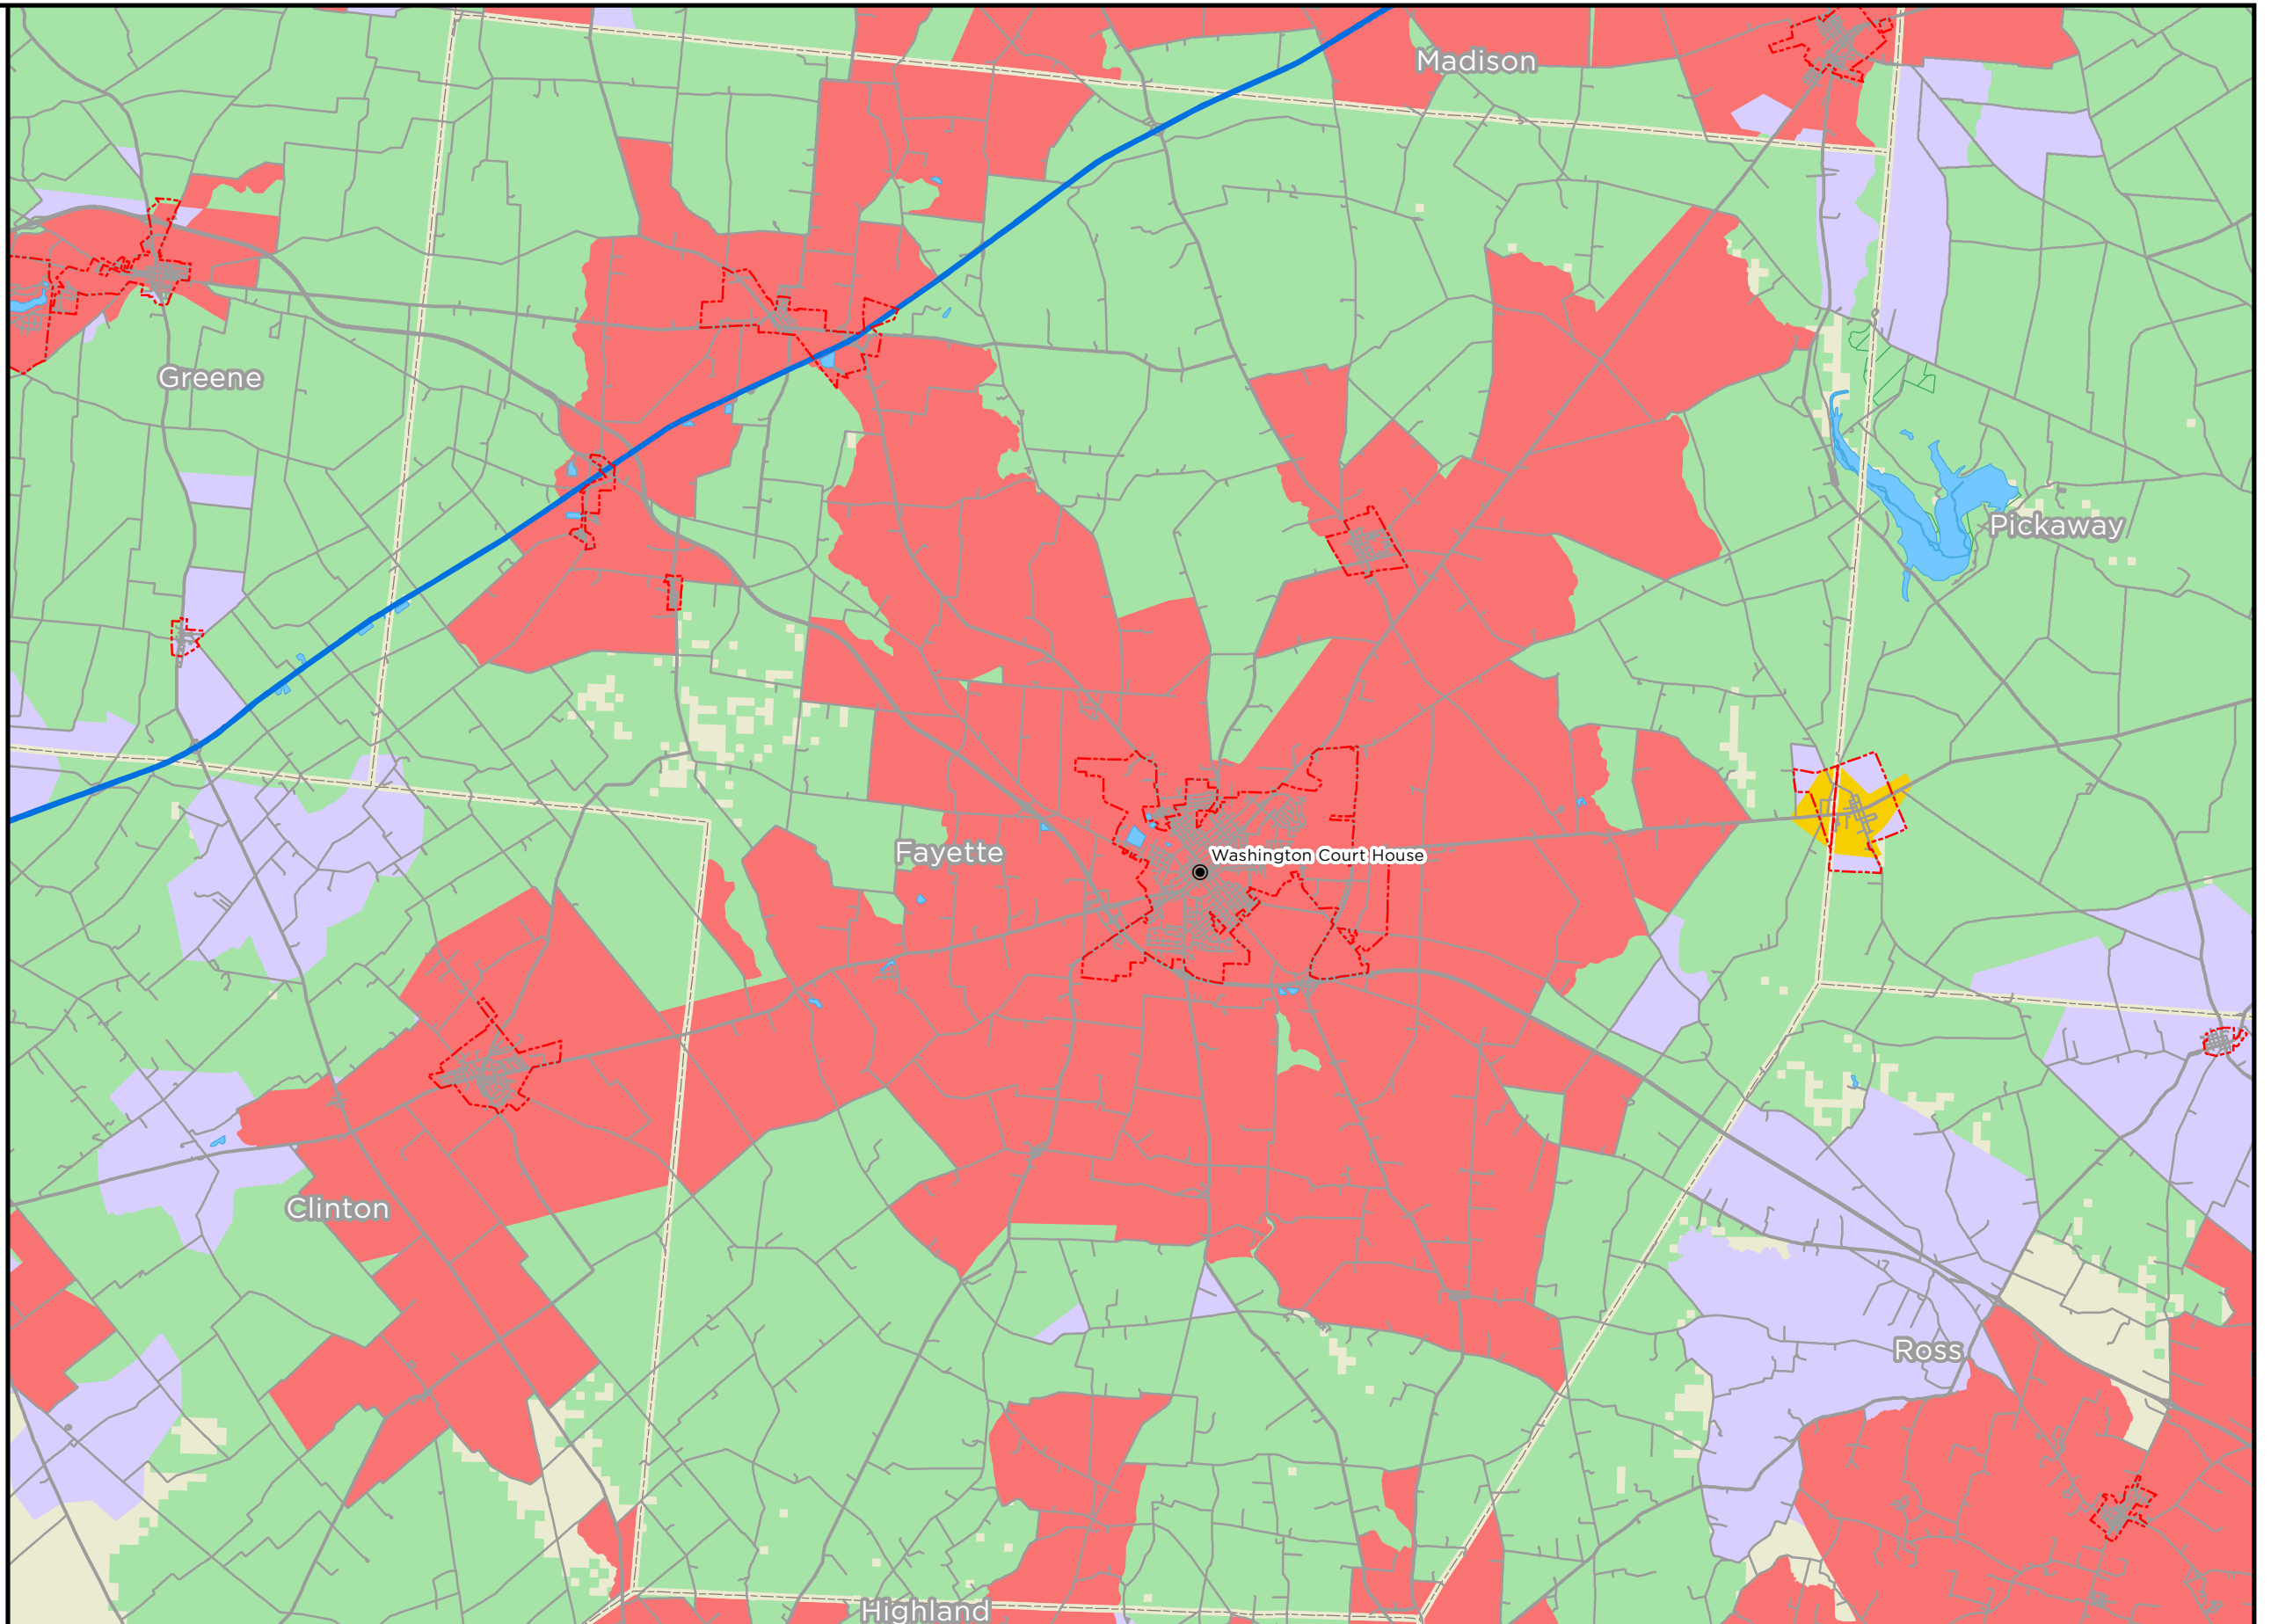 Madison
Greene
Pickaway
Fayette
Washington Court House
Clinton
Ross
Highland